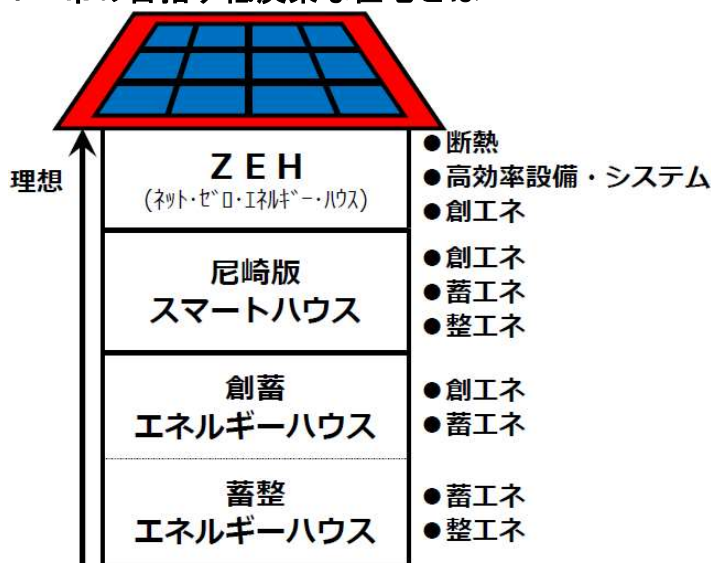 理想
ZEH
(ﾈｯﾄ・ｾﾞﾛ・ｴﾈﾙｷﾞｰ・ﾊｳｽ)
●断熱
●高効率設備・システム
●創エネ
尼崎版
スマートハウス
●創エネ
●蓄エネ
●整エネ
創蓄
エネルギーハウス
●創エネ
●蓄エネ
蓄整
エネルギーハウス
●蓄エネ
●整エネ